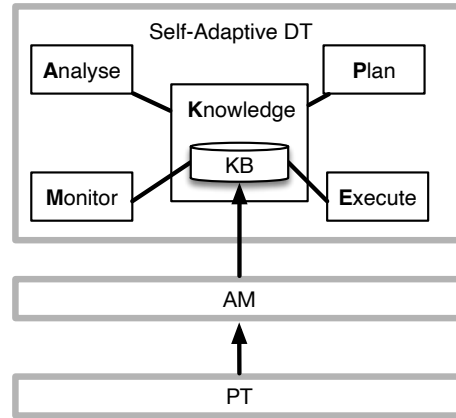 Self-Adaptive DT
Analyse
Plan
Knowledge
KB
Monitor
Execute
AM
PT